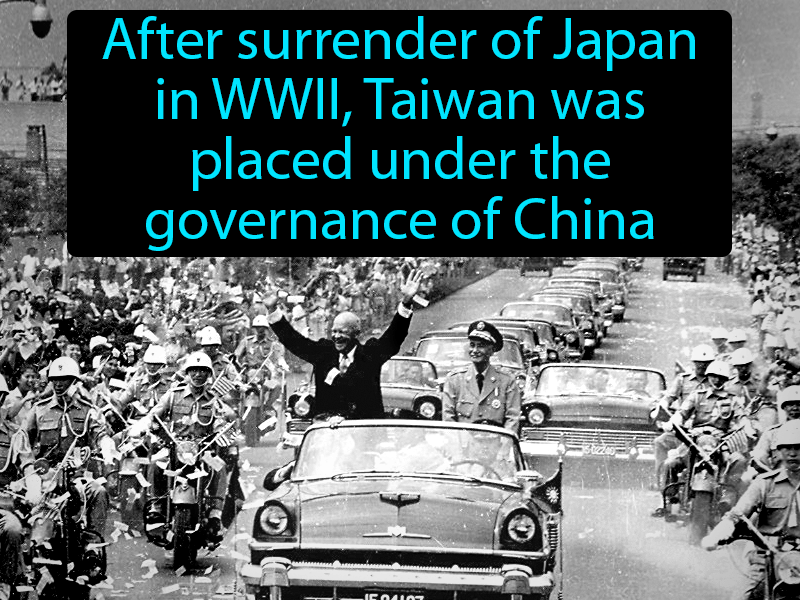 After surrender of Japan
in WWII, Taiwan was
placed under the
governance of China